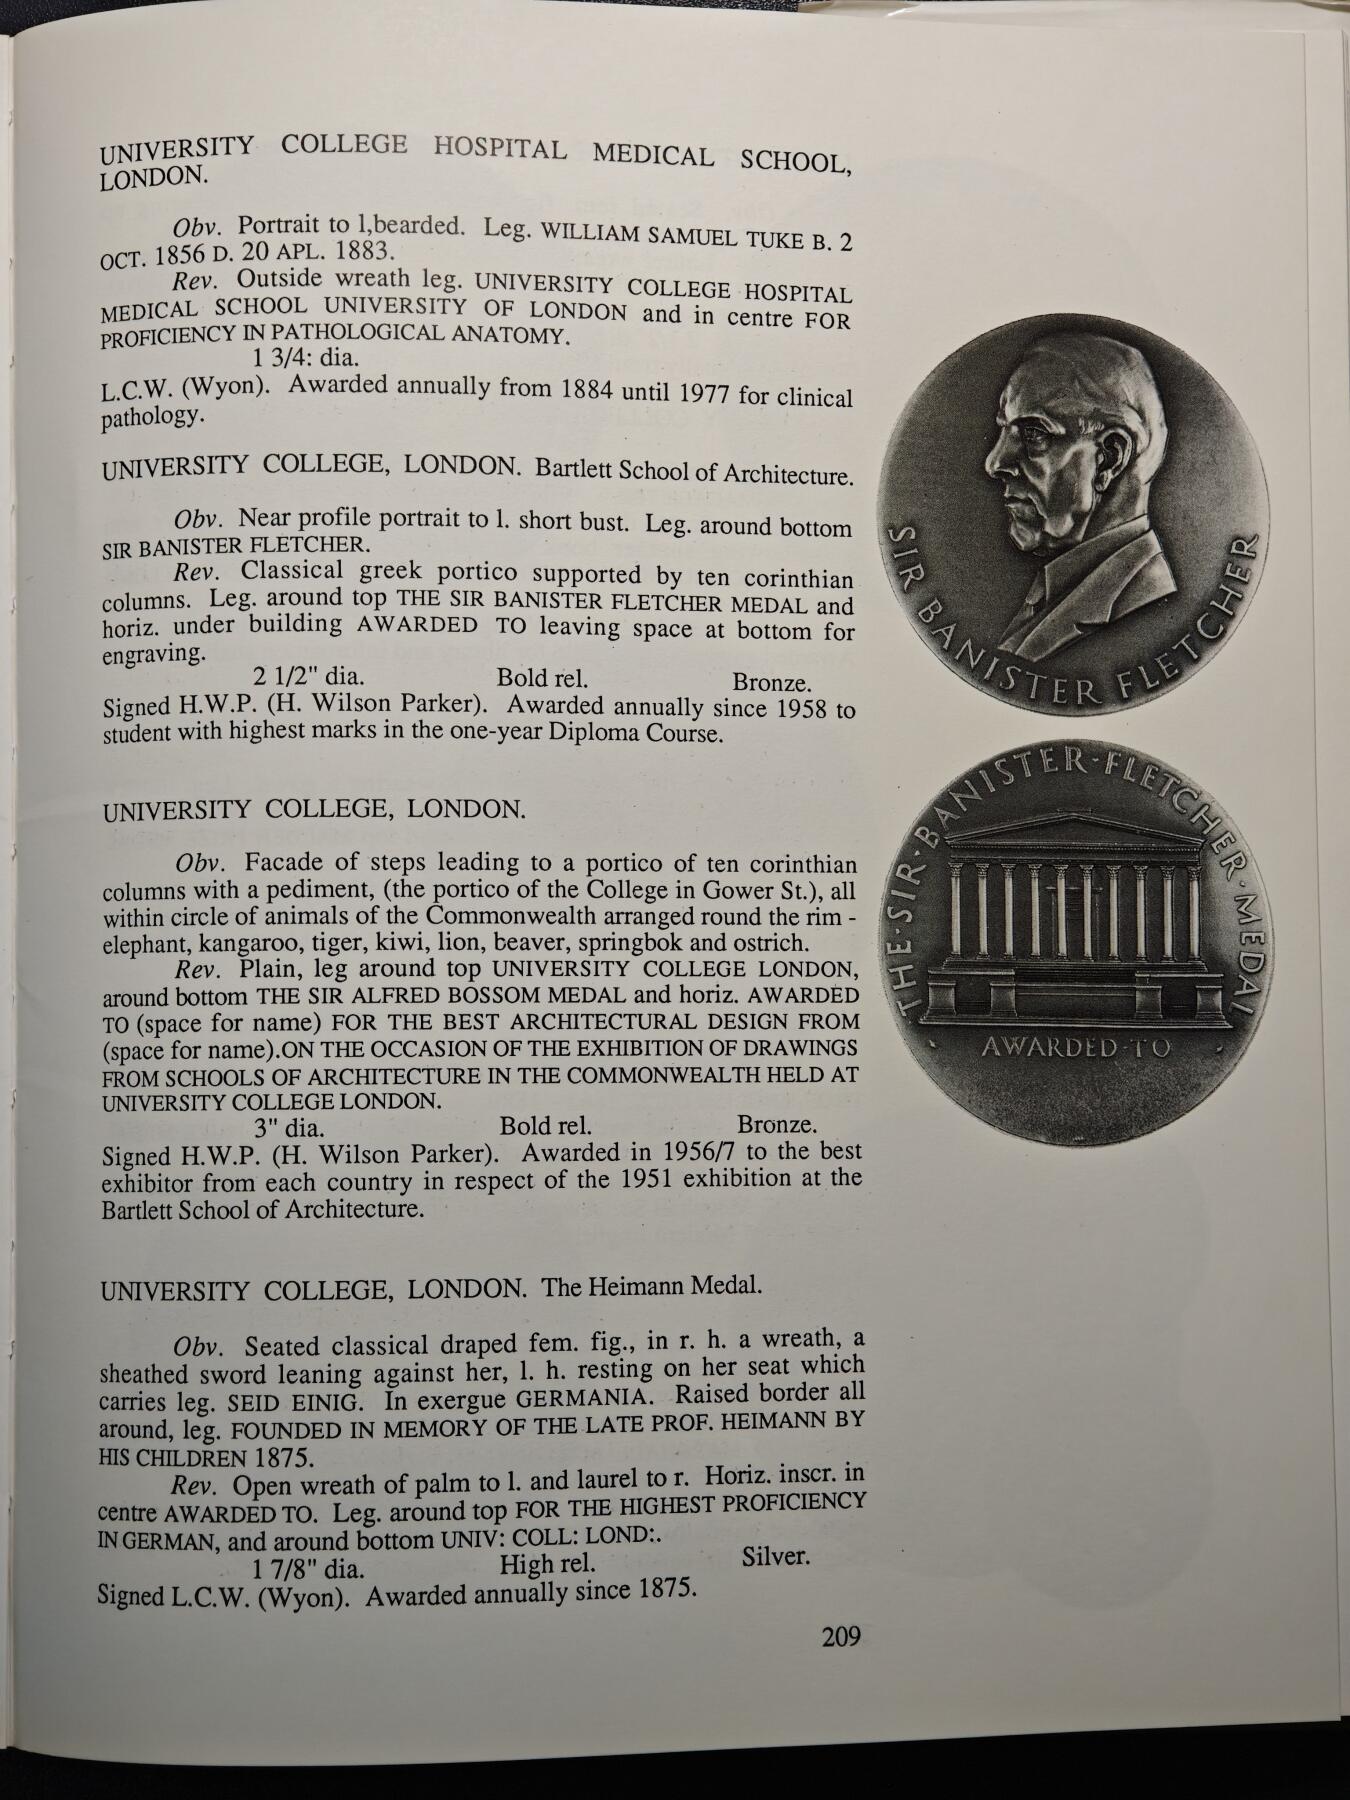 UNIVERSITY COLLEGE HOSPITAL MEDICAL SCHOOL,
LONDON.
Obv. Portrait to l,bearded. Leg. WILLIAM SAMUEL TUKE B. 2
OCT. 1856 D. 20 APL. 1883.
Rev. Outside wreath leg. UNIVERSITY COLLEGE HOSPITAL
MEDICAL SCHOOL UNIVERSITY OF LONDON and in centre FOR
PROFICIENCY IN PATHOLOGICAL ANATOMY.
1 3/4: dia.
L.C.W. (Wyon). Awarded annually from 1884 until 1977 for clinical
pathology.
UNIVERSITY COLLEGE, LONDON. Bartlett School of Architecture.
Obv. Near profile portrait to l. short bust. Leg. around bottom
SIR BANISTER FLETCHER.
Rev. Classical greek portico supported by ten corinthian
columns. Leg. around top THE SIR BANISTER FLETCHER MEDAL and
horiz. under building AWARDED TO leaving space at bottom for
engraving.
2 1/2" dia. Bold rel. Bronze.
Signed H.W.P. (H. Wilson Parker). Awarded annually since 1958 to
student with highest marks in the one-year Diploma Course.
UNIVERSITY COLLEGE, LONDON.
Obv. Facade of steps leading to a portico of ten corinthian
columns with a pediment, (the portico of the College in Gower St.), all
within circle of animals of the Commonwealth arranged round the rim -
elephant, kangaroo, tiger, kiwi, lion, beaver, springbok and ostrich.
Rev. Plain, leg around top UNIVERSITY COLLEGE LONDON,
around bottom THE SIR ALFRED BOSSOM MEDAL and horiz. AWARDED
TO (space for name) FOR THE BEST ARCHITECTURAL DESIGN FROM
(space for name).ON THE OCCASION OF THE EXHIBITION OF DRAWINGS
FROM SCHOOLS OF ARCHITECTURE IN THE COMMONWEALTH HELD AT
UNIVERSITY COLLEGE LONDON.
3" dia. Bold rel. Bronze.
Signed H.W.P. (H. Wilson Parker). Awarded in 1956/7 to the best
exhibitor from each country in respect of the 1951 exhibition at the
Bartlett School of Architecture.
UNIVERSITY COLLEGE, LONDON. The Heimann Medal.
Obv. Seated classical draped fem. fig., in r. h. a wreath, a
sheathed sword leaning against her, l. h. resting on her seat which
carries leg. SEID EINIG. In exergue GERMANIA. Raised border all
around, leg. FOUNDED IN MEMORY OF THE LATE PROF. HEIMANN BY
HIS CHILDREN 1875.
Rev. Open wreath of palm to l. and laurel to r. Horiz. inscr. in
centre AWARDED TO. Leg. around top FOR THE HIGHEST PROFICIENCY
IN GERMAN, and around bottom UNIV: COLL: LOND:.
1 7/8" dia. High rel. Silver.
Signed L.C.W. (Wyon). Awarded annually since 1875.
209
SIR BANISTER FLETCHER
THE·SIR·BANISTER·FLETCHER·MEDAL
AWARDED·TO